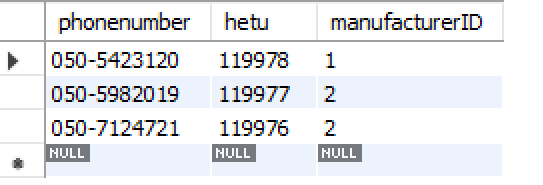 phonenumber hetu manufacturerID
050-5423120 119978 1
050-5982019 119977 2
050-7124721 119976 2
NULL NULL NULL